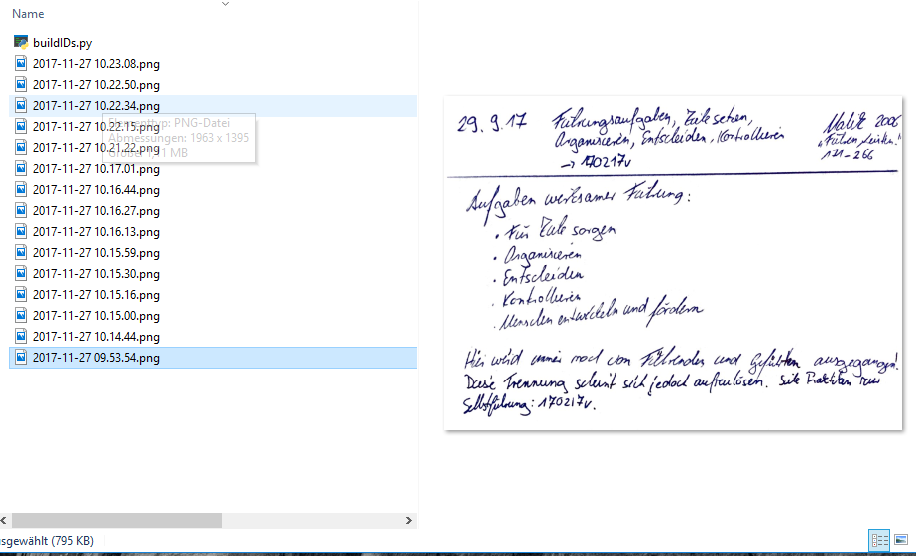 Name
buildIDs.py
2017-11-27 10.23.08.png
2017-11-27 10.22.50.png
2017-11-27 10.22.34.png
2017-11-27 10.22.15.png
2017-11-27 10.21.22.png
2017-11-27 10.17.01.png
2017-11-27 10.16.44.png
2017-11-27 10.16.27.png
2017-11-27 10.16.13.png
2017-11-27 10.15.59.png
2017-11-27 10.15.30.png
2017-11-27 10.15.16.png
2017-11-27 10.15.00.png
2017-11-27 10.14.44.png
2017-11-27 09.53.54.png
Elementtyp: PNG-Datei
Abmessungen: 1963 x 1395
MB
sgewählt (795 KB)
29.9.17
Führungsaufgaben, Ziele setzen,
Organisieren, Entscheiden, Kontrollieren
→ 170217v
Malik 2006
"Führen, Leisten."
Aufgaben wirksamer Führung:
• Für Ziele sorgen
• Organisieren
• Entscheiden
• Kontrollieren
• Menschen entwickeln und fördern
Hier wird immer noch von Führenden und Geführten ausgegangen!
Diese Trennung scheint sich jedoch aufzulösen. Siehe Praktiken
Selbstführung: 170217v.